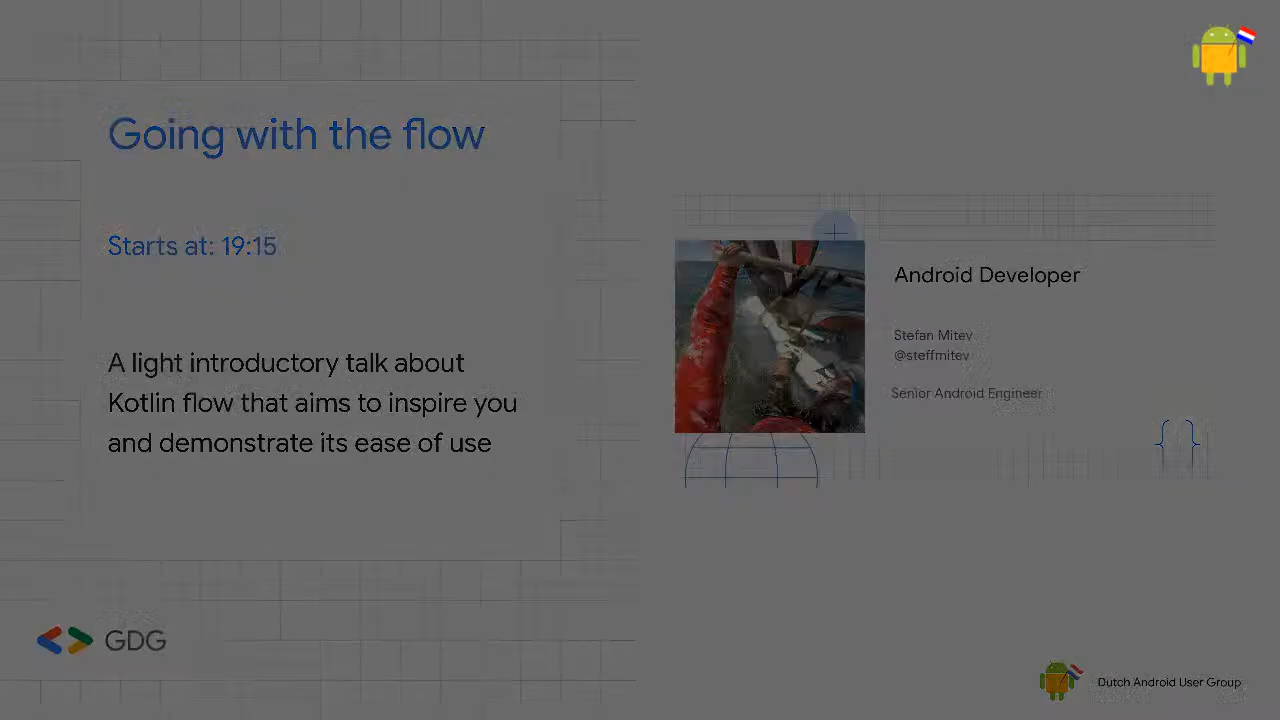 Going with the flow
Starts at: 19:15
A light introductory talk about
Kotlin flow that aims to inspire you
and demonstrate its ease of use
GDG
Android Developer
Stefan Mitev
@steffmitev
Senior Android Engineer
{ }
Dutch Android User Group